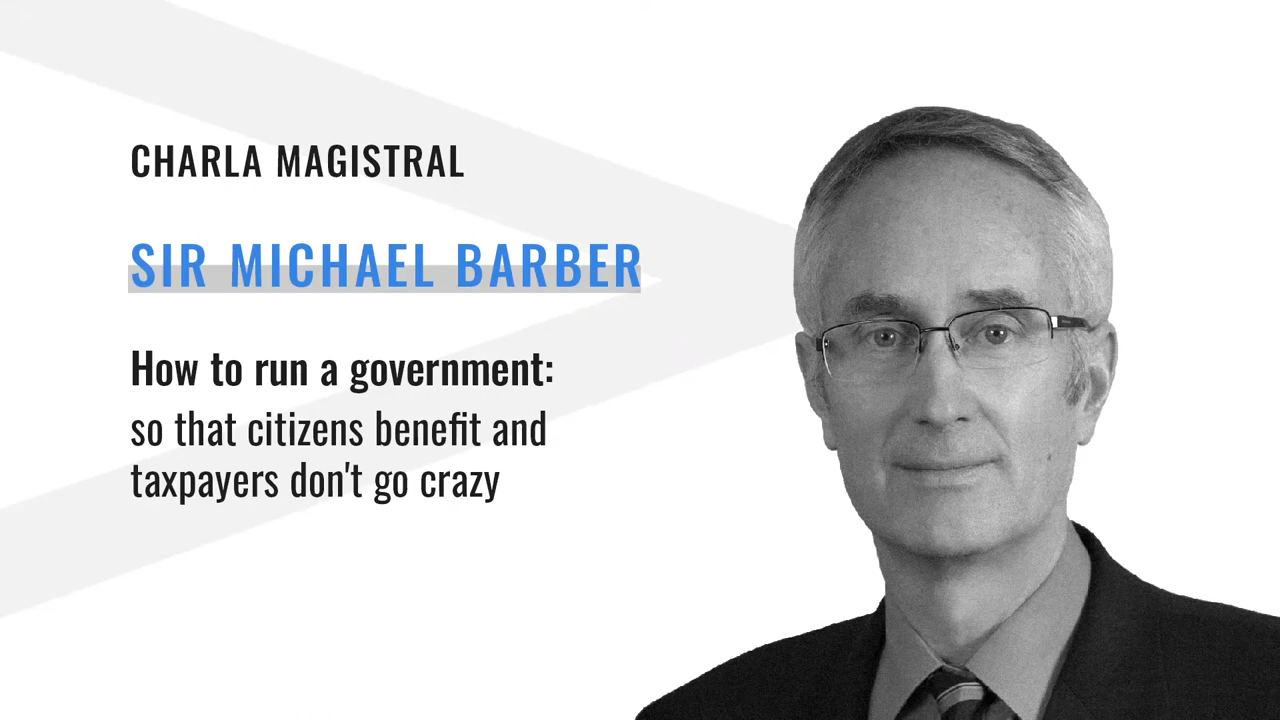 CHARLA MAGISTRAL
SIR MICHAEL BARBER
How to run a government:
so that citizens benefit and
taxpayers don't go crazy